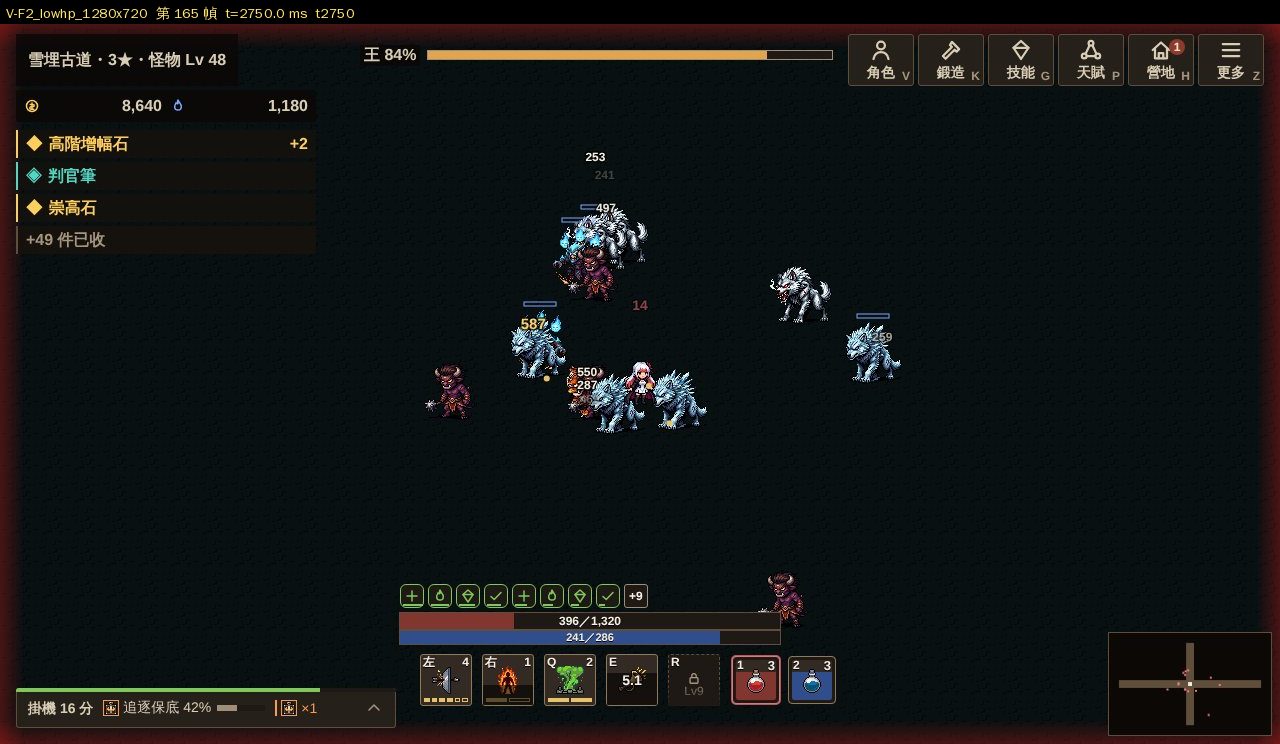 V-F2_lowhp_1280x720 第 165 幀 t=2750.0 ms t2750
雪埋古道・3★・怪物 Lv 48
王 84%
角色 V
鍛造 K
技能 G
天賦 P
營地 H 1
更多 Z
8,640 1,180
高階增幅石 +2
判官筆
崇高石
+49 件已收
253
241
497
14
587
259
550
287
+9
396／1,320
241／286
左 4
右 1
Q 2
E 5.1
R Lv9
1 3
2 3
掛機 16 分 追逐保底 42% ×1